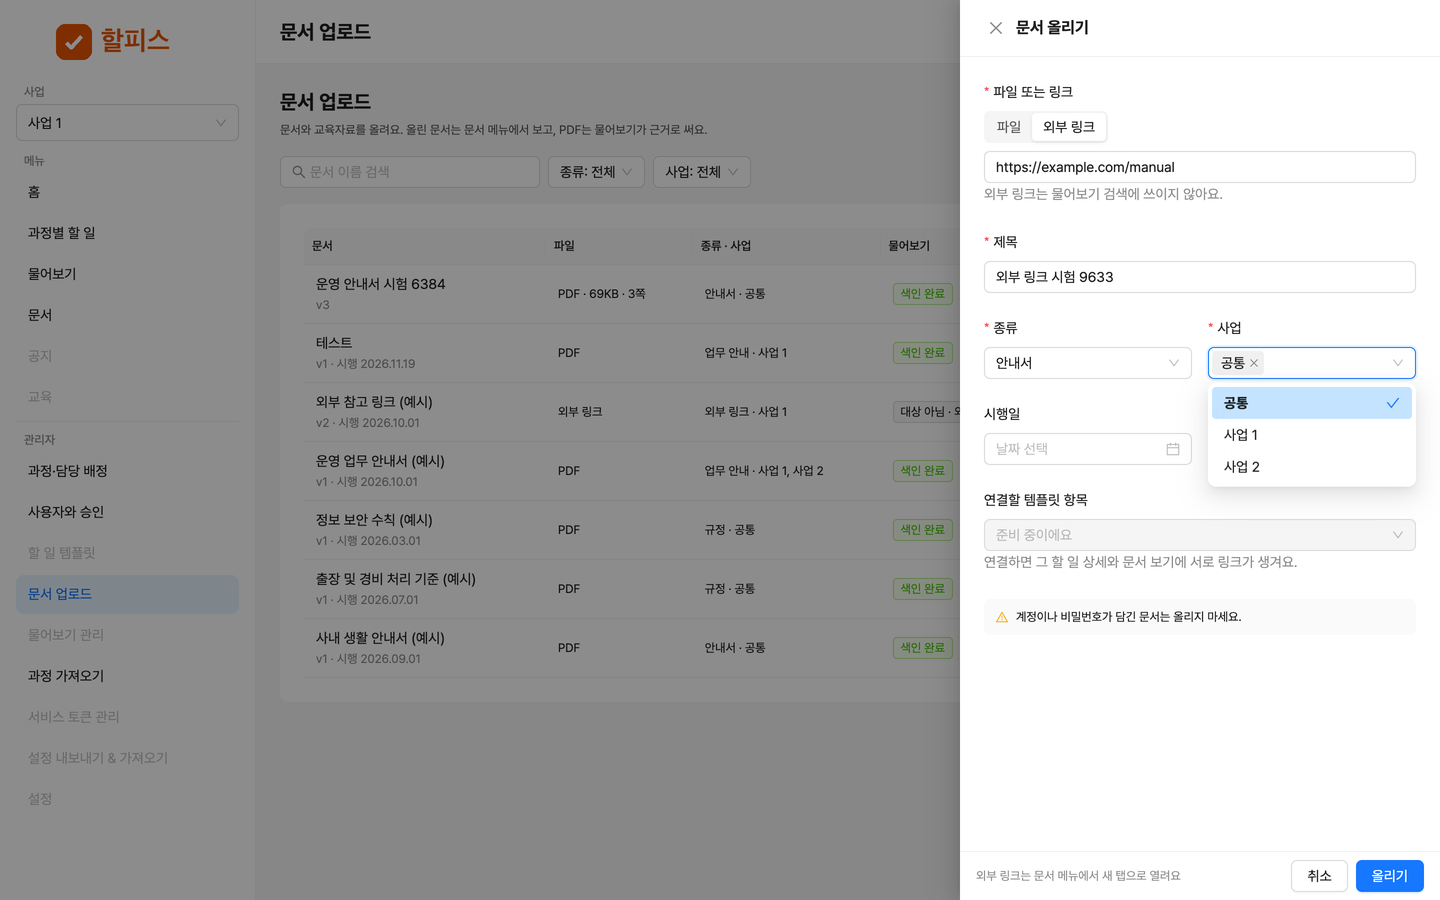 할피스
사업
사업 1
메뉴
홈
과정별 할 일
물어보기
문서
공지
교육
관리자
과정·담당 배정
사용자와 승인
할 일 템플릿
문서 업로드
물어보기 관리
과정 가져오기
서비스 토큰 관리
설정 내보내기 & 가져오기
설정
문서 업로드
문서 업로드
문서와 교육자료를 올려요. 올린 문서는 문서 메뉴에서 보고, PDF는 물어보기가 근거로 써요.
문서 이름 검색
종류: 전체
사업: 전체
문서 파일 종류 · 사업 물어보기
운영 안내서 시험 6384
v3
PDF · 69KB · 3쪽 안내서 · 공통 색인 완료
테스트
v1 · 시행 2026.11.19
PDF 업무 안내 · 사업 1 색인 완료
외부 참고 링크 (예시)
v2 · 시행 2026.10.01
외부 링크 외부 링크 · 사업 1 대상 아님 ·
운영 업무 안내서 (예시)
v1 · 시행 2026.10.01
PDF 업무 안내 · 사업 1, 사업 2 색인 완료
정보 보안 수칙 (예시)
v1 · 시행 2026.03.01
PDF 규정 · 공통 색인 완료
출장 및 경비 처리 기준 (예시)
v1 · 시행 2026.07.01
PDF 규정 · 공통 색인 완료
사내 생활 안내서 (예시)
v1 · 시행 2026.09.01
PDF 안내서 · 공통 색인 완료
문서 올리기
* 파일 또는 링크
파일 외부 링크
https://example.com/manual
외부 링크는 물어보기 검색에 쓰이지 않아요.
* 제목
외부 링크 시험 9633
* 종류 * 사업
안내서 공통
공통
사업 1
사업 2
시행일
날짜 선택
연결할 템플릿 항목
준비 중이에요
연결하면 그 할 일 상세와 문서 보기에 서로 링크가 생겨요.
계정이나 비밀번호가 담긴 문서는 올리지 마세요.
외부 링크는 문서 메뉴에서 새 탭으로 열려요
취소 올리기